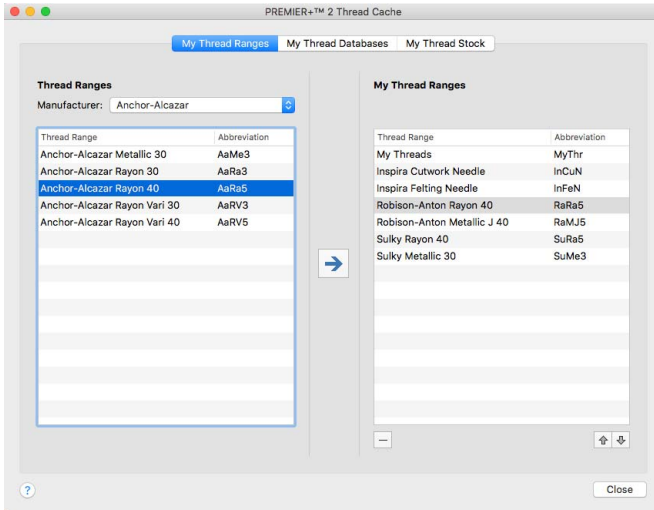 PREMIER+™ 2 Thread Cache
My Thread Ranges My Thread Databases My Thread Stock
Thread Ranges
Manufacturer: Anchor-Alcazar
Thread Range Abbreviation
Anchor-Alcazar Metallic 30 AaMe3
Anchor-Alcazar Rayon 30 AaRa3
Anchor-Alcazar Rayon 40 AaRa5
Anchor-Alcazar Rayon Vari 30 AaRV3
Anchor-Alcazar Rayon Vari 40 AaRV5
My Thread Ranges
Thread Range Abbreviation
My Threads MyThr
Inspira Cutwork Needle InCuN
Inspira Felting Needle InFeN
Robison-Anton Rayon 40 RaRa5
Robison-Anton Metallic J 40 RaMJ5
Sulky Rayon 40 SuRa5
Sulky Metallic 30 SuMe3
?
Close